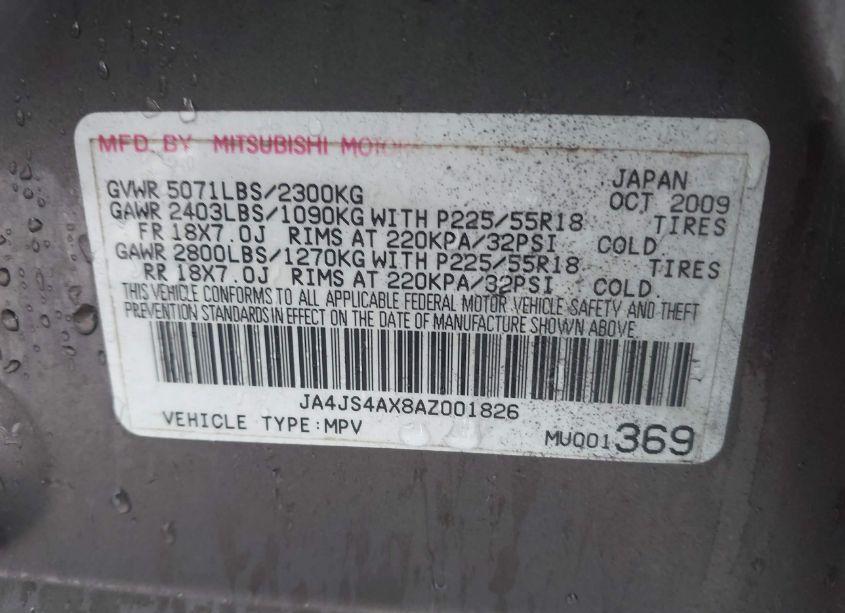 MFD. BY MITSUBISHI MOTOR
JAPAN
GVWR 5071LBS/2300KG OCT 2009
GAWR 2403LBS/1090KG WITH P225/55R18 TIRES
FR 18X7.0J RIMS AT 220KPA/32PSI COLD
GAWR 2800LBS/1270KG WITH P225/55R18 TIRES
RR 18X7.0J RIMS AT 220KPA/32PSI COLD
THIS VEHICLE CONFORMS TO ALL APPLICABLE FEDERAL MOTOR VEHICLE SAFETY AND THEFT
PREVENTION STANDARDS IN EFFECT ON THE DATE OF MANUFACTURE SHOWN ABOVE.
JA4JS4AX8AZ001826
VEHICLE TYPE:MPV MUQ01 369